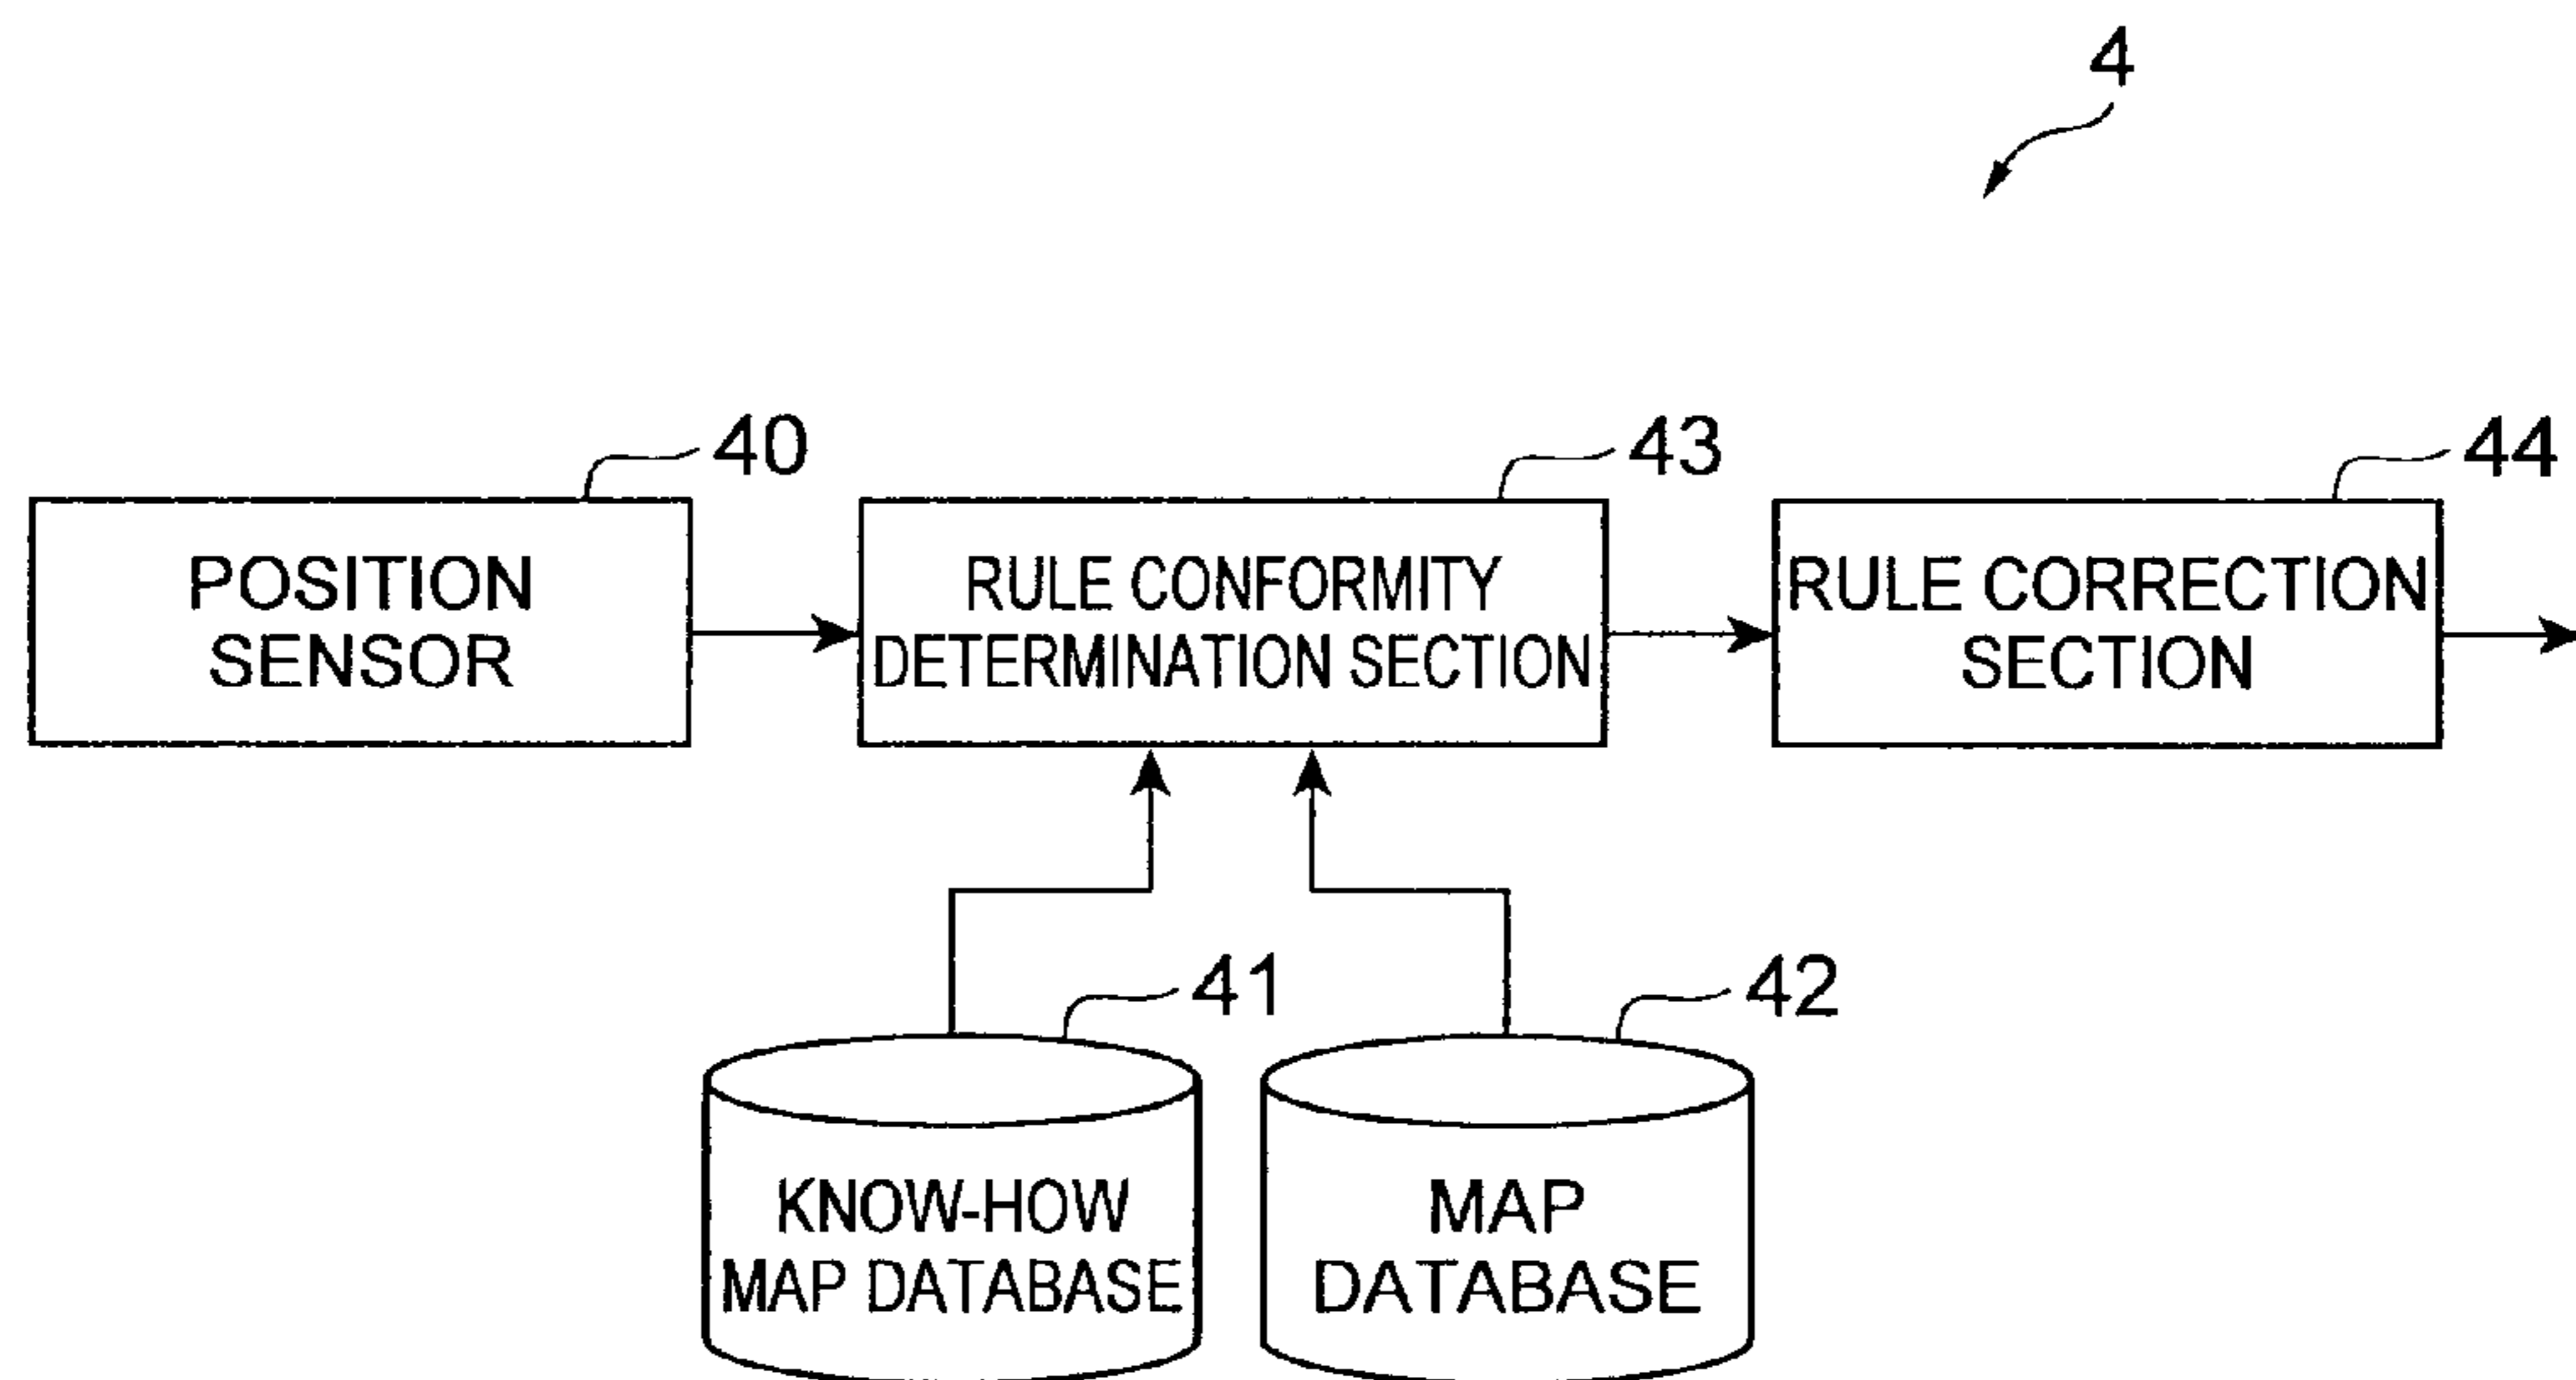 4
40
43
44
POSITION
SENSOR
RULE CONFORMITY
DETERMINATION SECTION
RULE CORRECTION
SECTION
41
42
KNOW-HOW
MAP DATABASE
MAP
DATABASE